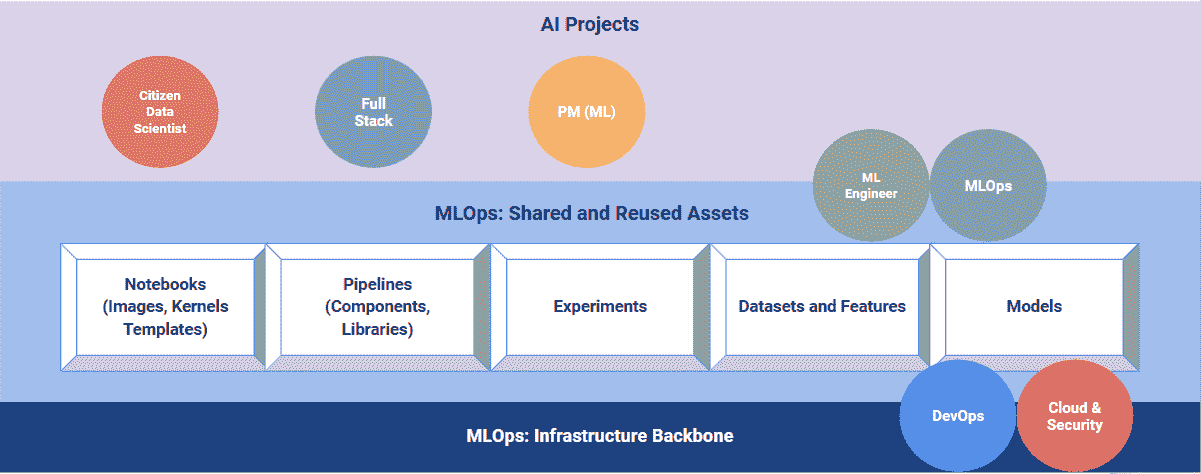 AI Projects
Citizen
Data
Scientist
Full
Stack
PM (ML)
ML
Engineer
MLOps
MLOps: Shared and Reused Assets
Notebooks
(Images, Kernels
Templates)
Pipelines
(Components,
Libraries)
Experiments
Datasets and Features
Models
DevOps
Cloud &
Security
MLOps: Infrastructure Backbone